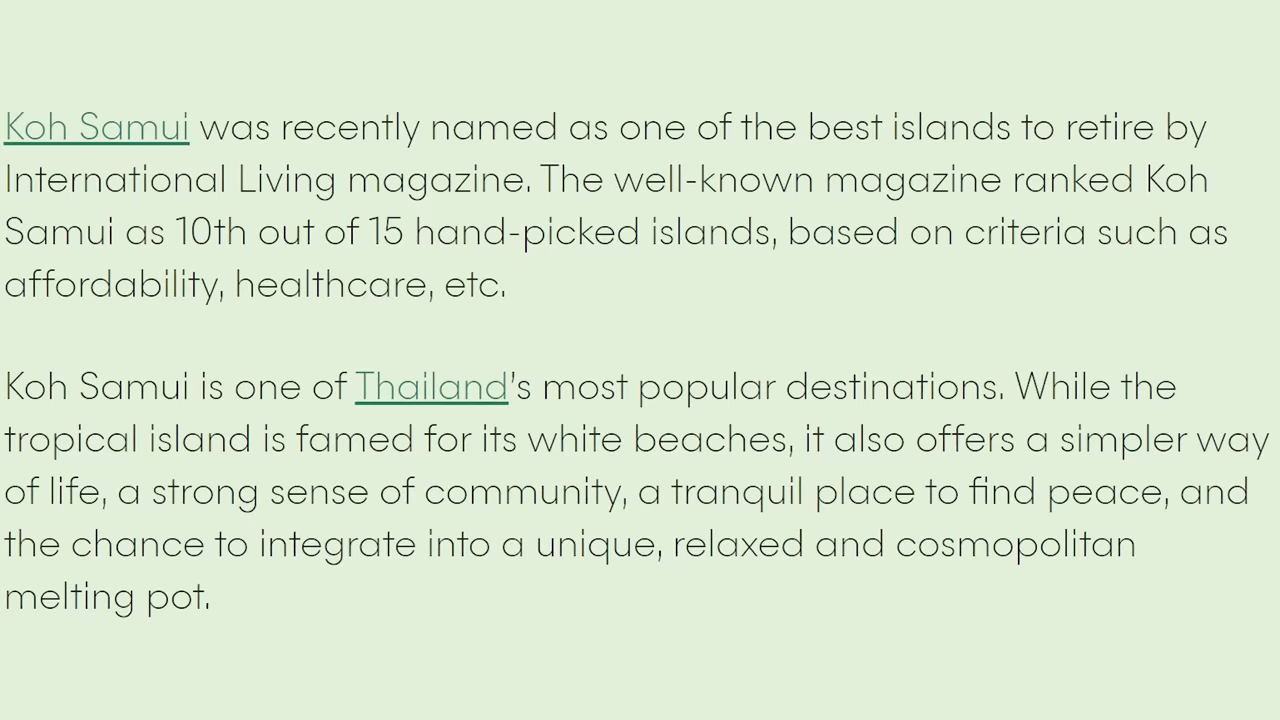 Koh Samui was recently named as one of the best islands to retire by
International Living magazine. The well-known magazine ranked Koh
Samui as 10th out of 15 hand-picked islands, based on criteria such as
affordability, healthcare, etc.
Koh Samui is one of Thailand's most popular destinations. While the
tropical island is famed for its white beaches, it also offers a simpler way
of life, a strong sense of community, a tranquil place to find peace, and
the chance to integrate into a unique, relaxed and cosmopolitan
melting pot.